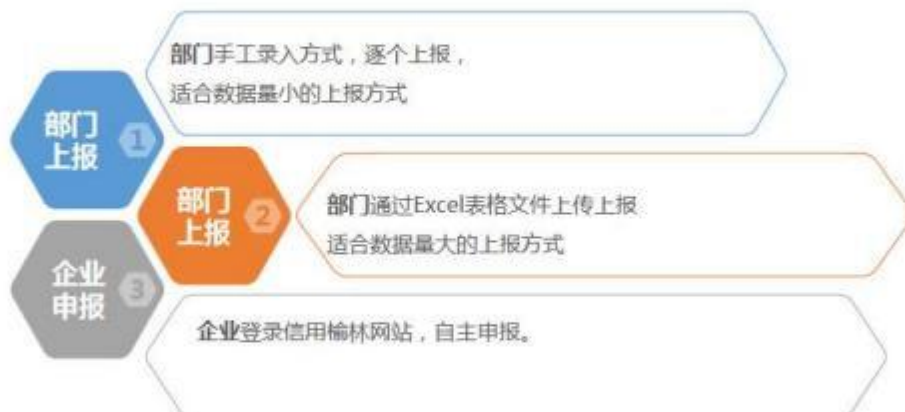 部门手工录入方式，逐个上报，
适合数据量小的上报方式
部门
上报
1
部门
上报
2
部门通过Excel表格文件上传上报
适合数据量大的上报方式
企业
申报
3
企业登录信用榆林网站，自主申报。